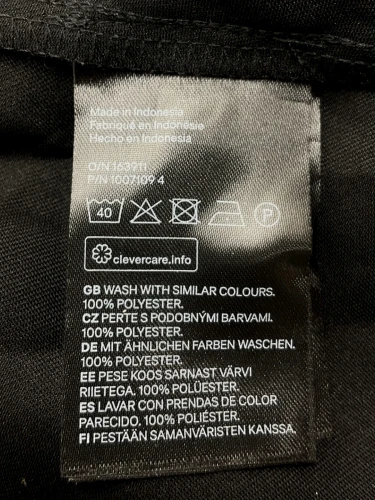 Made in Indonesia
Fabriqué en Indonésie
Hecho en Indonesia
O/N 163911
P/N 1007109 4
40 P
clevercare.info
GB WASH WITH SIMILAR COLOURS.
100% POLYESTER.
CZ PERTE S PODOBNÝMI BARVAMI.
100% POLYESTER.
DE MIT ÄHNLICHEN FARBEN WASCHEN.
100% POLYESTER.
EE PESE KOOS SARNAST VÄRVI
RIIETEGA. 100% POLÜESTER.
ES LAVAR CON PRENDAS DE COLOR
PARECIDO. 100% POLIÉSTER.
FI PESTÄÄN SAMANVÄRISTEN KANSSA.